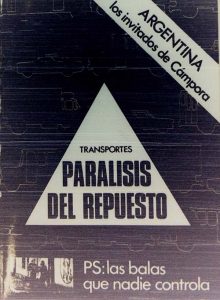 ARGENTINA
los invitados de Cámpora
TRANSPORTES
PARALISIS
DEL REPUESTO
PS: las balas
que nadie controla